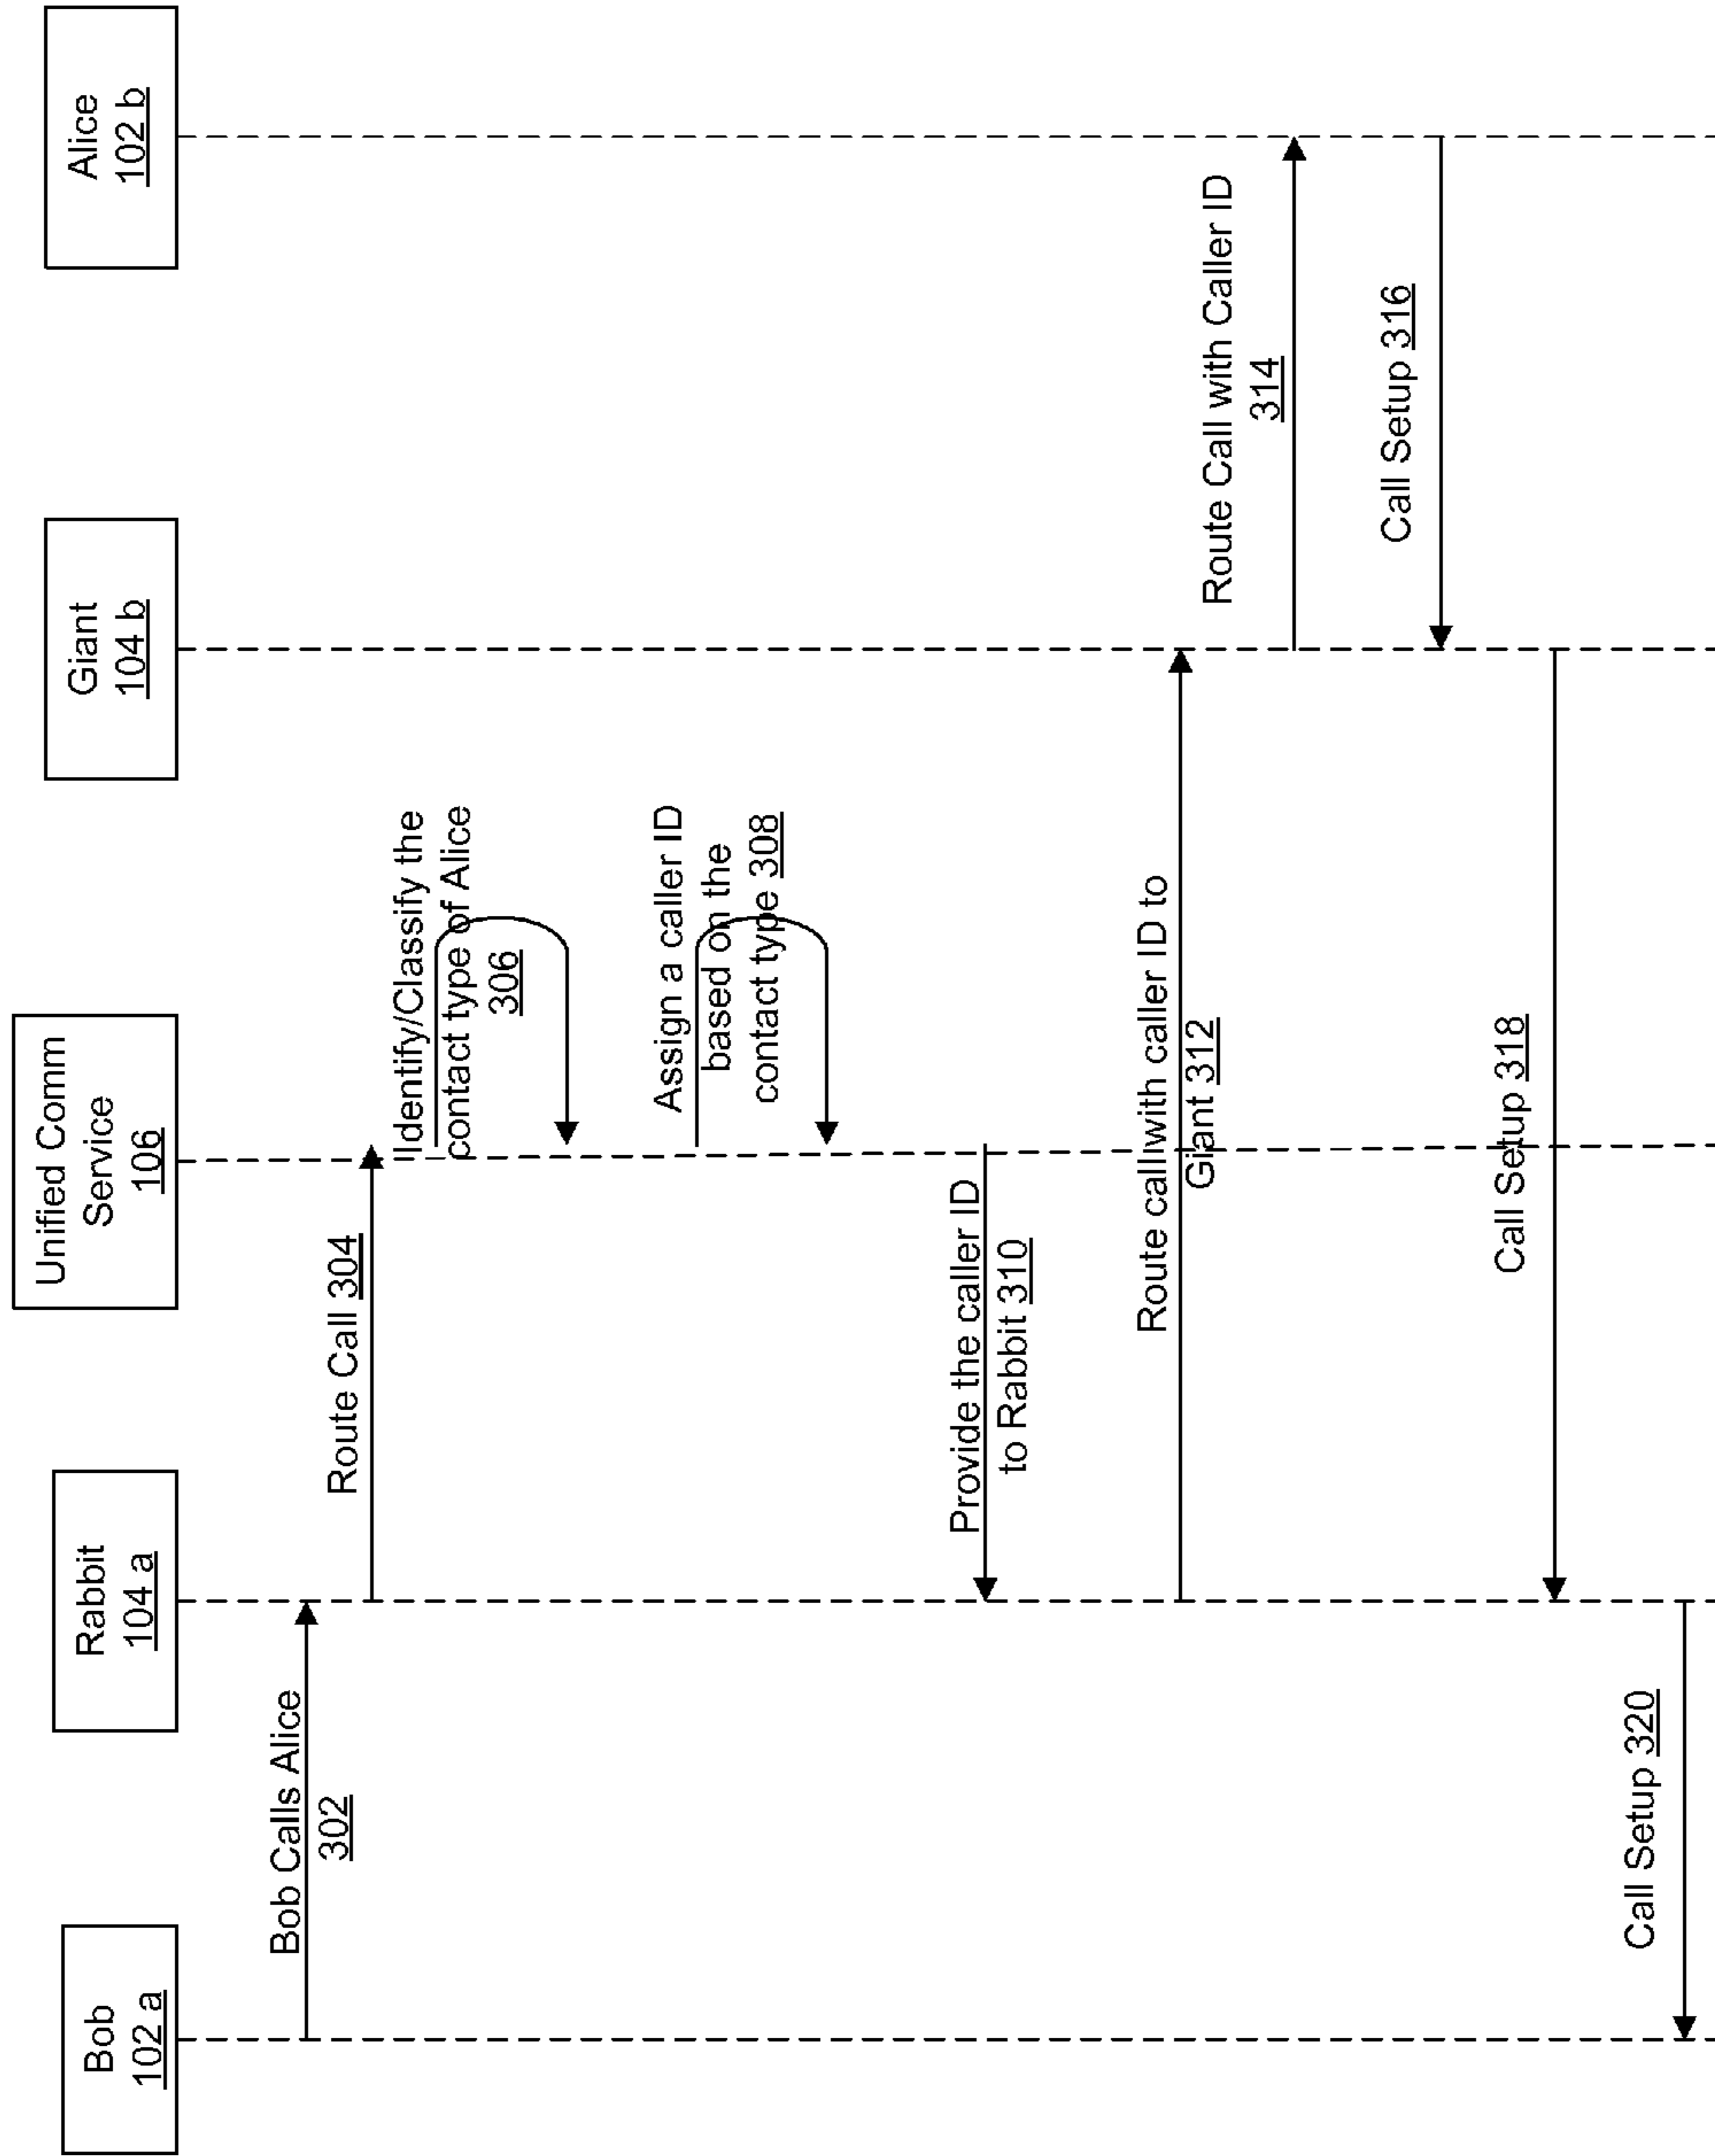 Bob
102 a
Rabbit
104 a
Unified Comm
Service
106
Giant
104 b
Alice
102 b
Bob Calls Alice
302
Route Call 304
Identify/Classify the
contact type of Alice
306
Assign a caller ID
based on the
contact type 308
Provide the caller ID
to Rabbit 310
Route callwith caller ID to
Giant 312
Route Call with Caller ID
314
Call Setup 316
Call Setup 318
Call Setup 320